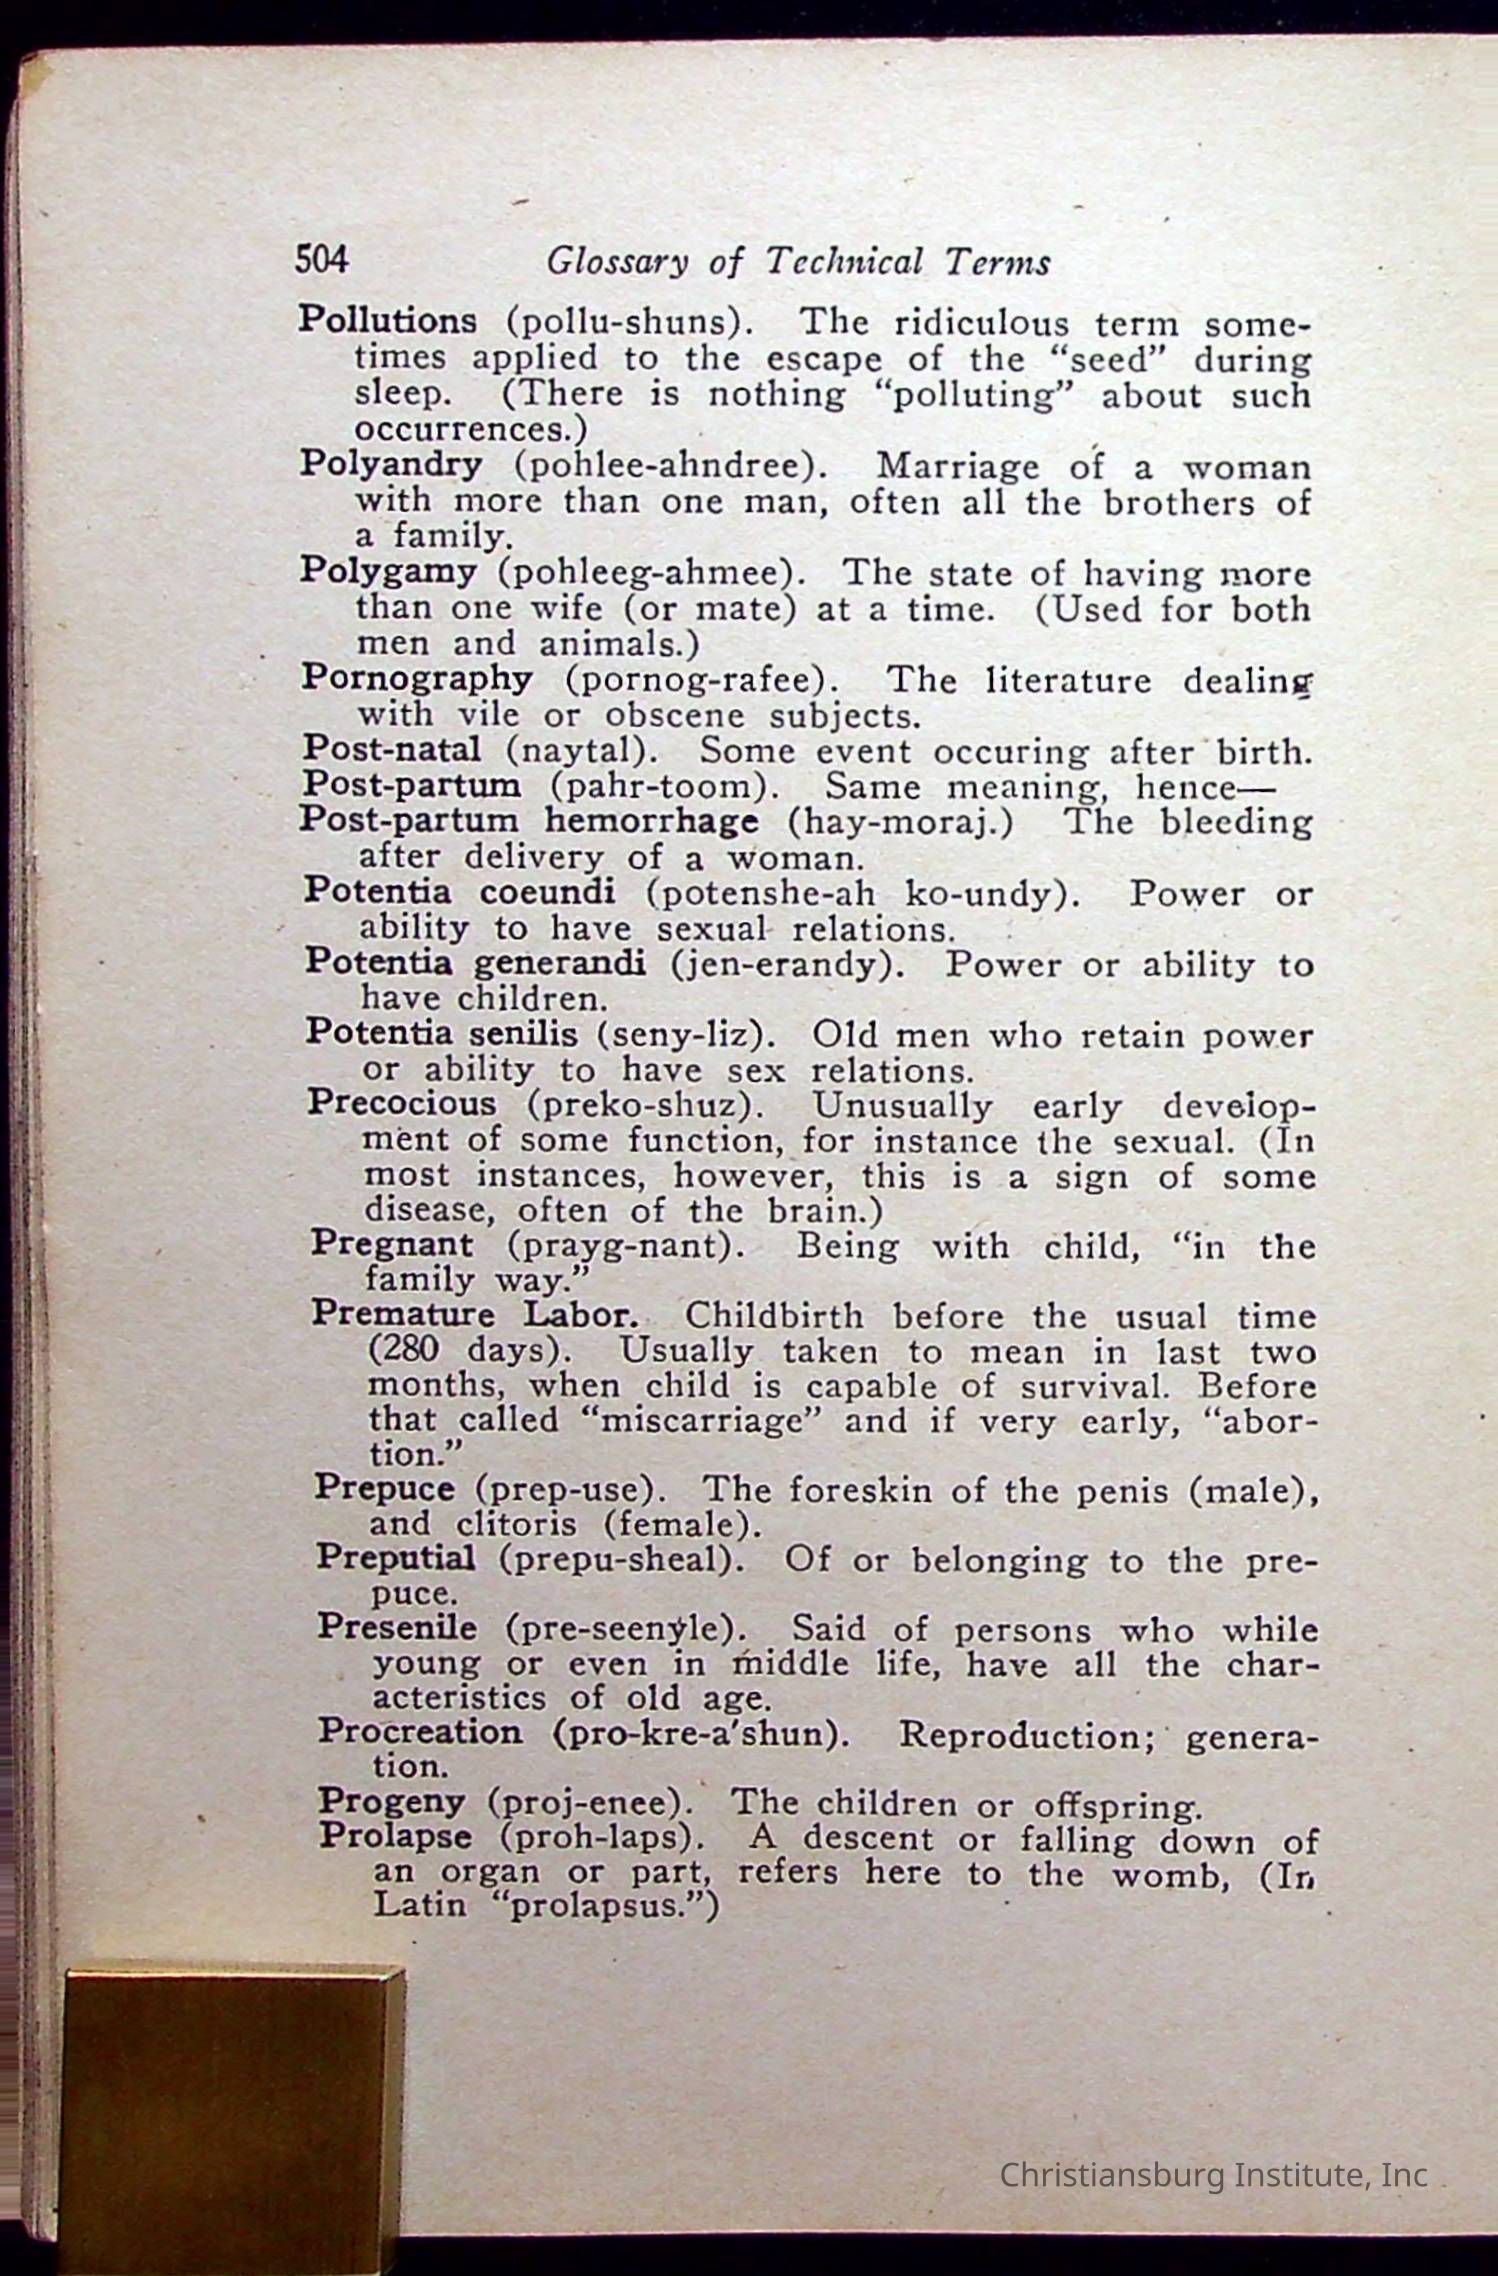 504 Glossary of Technical Terms
Pollutions (pollu-shuns). The ridiculous term some-
times applied to the escape of the “seed” during
sleep. (There is nothing “polluting” about such
occurrences.)
Polyandry (pohlee-ahndree). Marriage of a woman
with more than one man, often all the brothers of
a family.
Polygamy (pohleeg-ahmee). The state of having more
than one wife (or mate) at a time. (Used for both
men and animals.)
Pornography (pornog-rafee). The literature dealing
with vile or obscene subjects.
Post-natal (naytal). Some event occuring after birth.
Post-partum (pahr-toom). Same meaning, hence—
Post-partum hemorrhage (hay-moraj.) The bleeding
after delivery of a woman.
Potentia coeundi (potenshe-ah ko-undy). Power or
ability to have sexual relations.
Potentia generandi (jen-erandy). Power or ability to
have children.
Potentia senilis (seny-liz). Old men who retain power
or ability to have sex relations.
Precocious (preko-shuz). Unusually early develop-
ment of some function, for instance the sexual. (In
most instances, however, this is a sign of some
disease, often of the brain.)
Pregnant (prayg-nant). Being with child, “in the
family way.”
Premature Labor. Childbirth before the usual time
(280 days). Usually taken to mean in last two
months, when child is capable of survival. Before
that called “miscarriage” and if very early, “abor-
tion.”
Prepuce (prep-use). The foreskin of the penis (male),
and clitoris (female).
Preputial (prepu-sheal). Of or belonging to the pre-
puce.
Presenile (pre-seenyle). Said of persons who while
young or even in middle life, have all the char-
acteristics of old age.
Procreation (pro-kre-a'shun). Reproduction; genera-
tion.
Progeny (proj-enee). The children or offspring.
Prolapse (proh-laps). A descent or falling down of
an organ or part, refers here to the womb, (In
Latin “prolapsus.”)
Christiansburg Institute, Inc